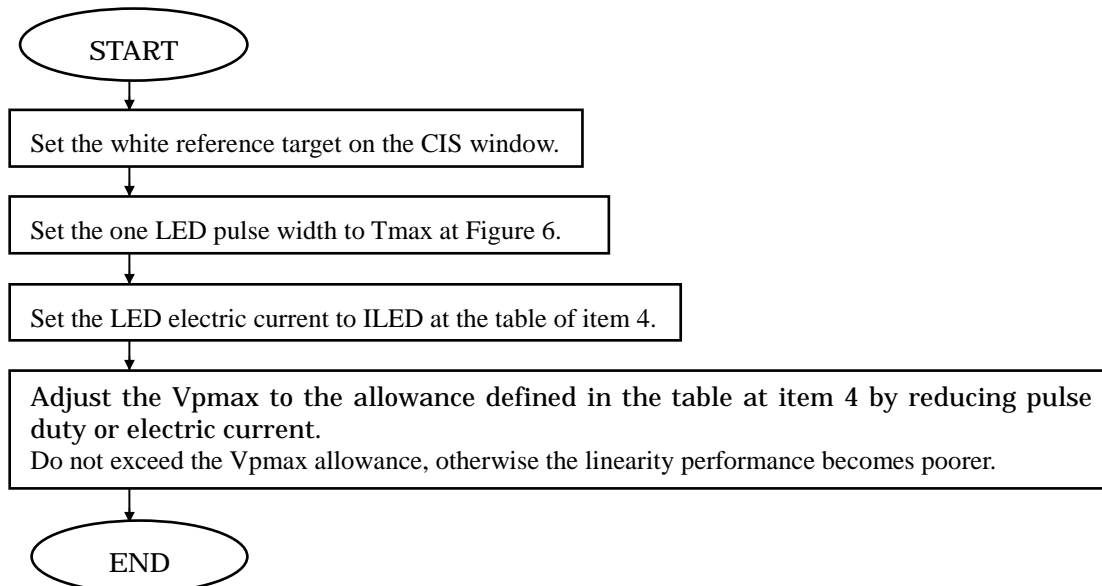 START
Set the white reference target on the CIS window.
Set the one LED pulse width to Tmax at Figure 6.
Set the LED electric current to ILED at the table of item 4.
Adjust the Vpmax to the allowance defined in the table at item 4 by reducing pulse
duty or electric current.
Do not exceed the Vpmax allowance, otherwise the linearity performance becomes poorer.
END